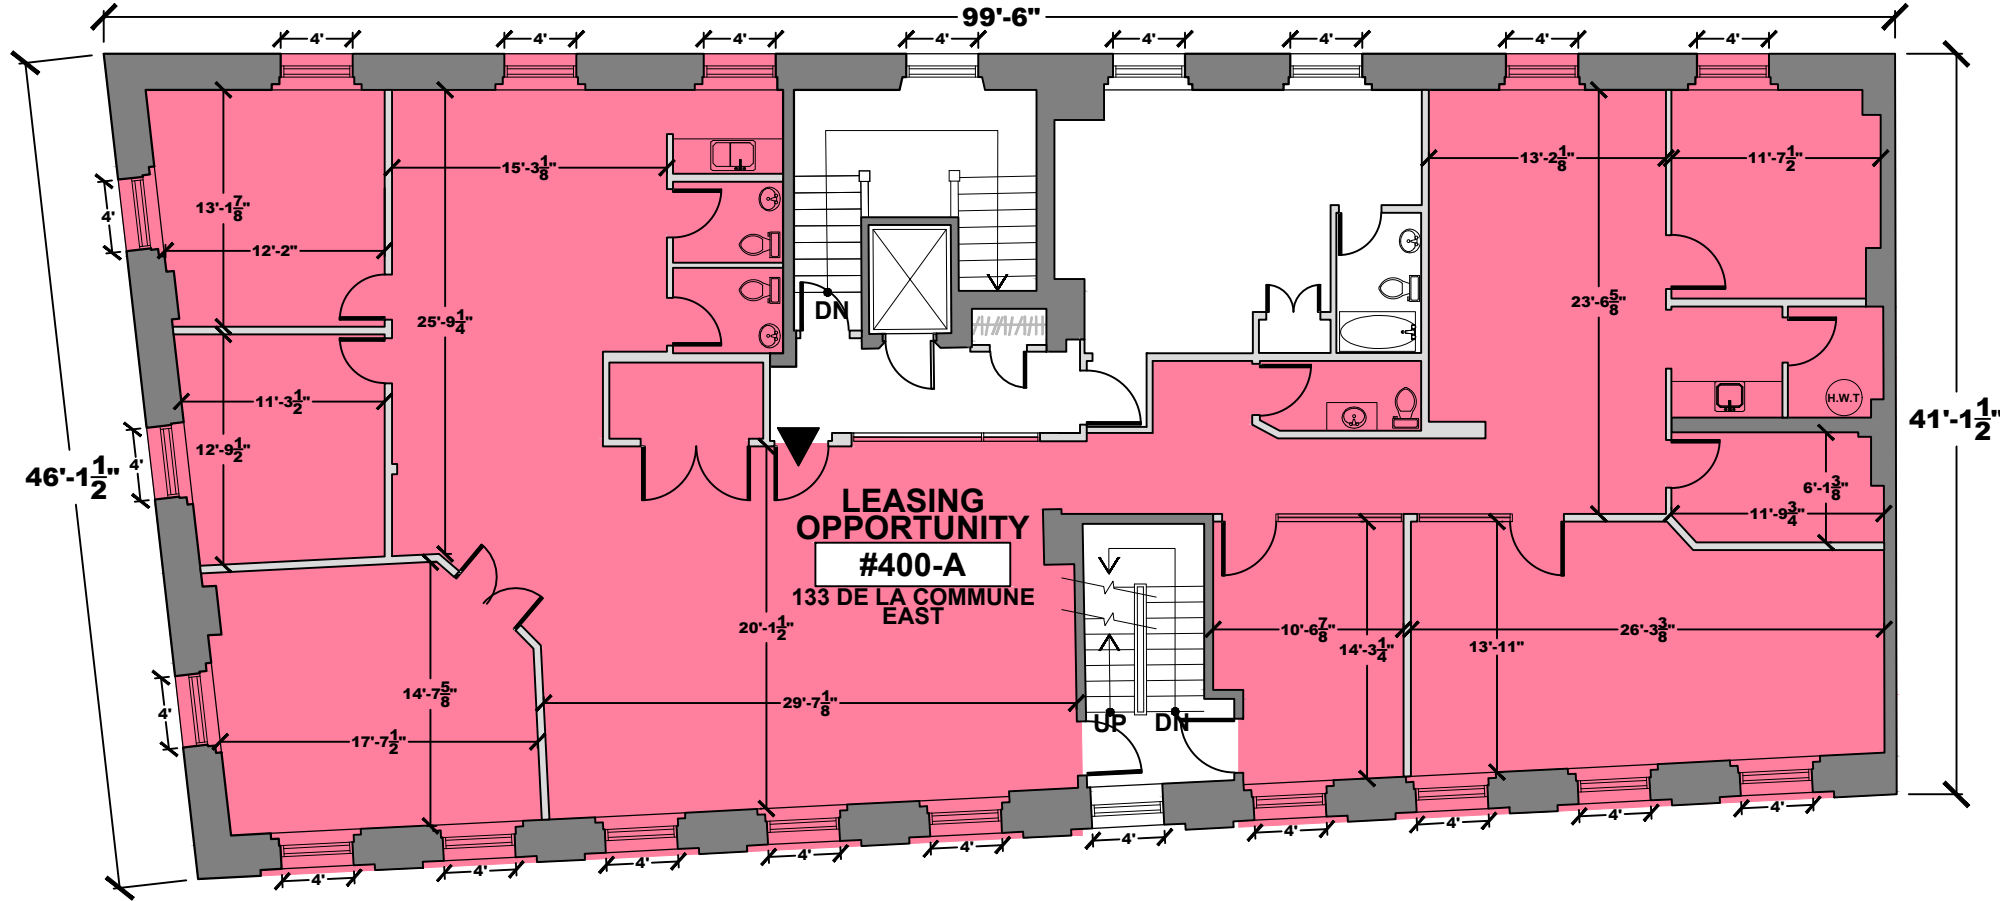 99'-6"
4' 4' 4' 4' 4' 4' 4' 4'
15'-3 1/8"
13'-2 1/8"
11'-7 1/2"
13'-1 7/8"
4'
12'-2"
23'-6 5/8"
DN
25'-9 1/4"
11'-3 1/2"
H.W.T
41'-1 1/2"
12'-9 1/2"
4'
46'-1 1/2"
6'-1 3/8"
LEASING
OPPORTUNITY
11'-9 3/4"
#400-A
133 DE LA COMMUNE
EAST
20'-1 1/2"
10'-6 7/8"
26'-3 3/8"
14'-3 1/4"
13'-11"
14'-7 5/8"
29'-7 1/8"
4'
UP DN
17'-7 1/2"
4' 4' 4' 4' 4' 4' 4' 4' 4' 4'